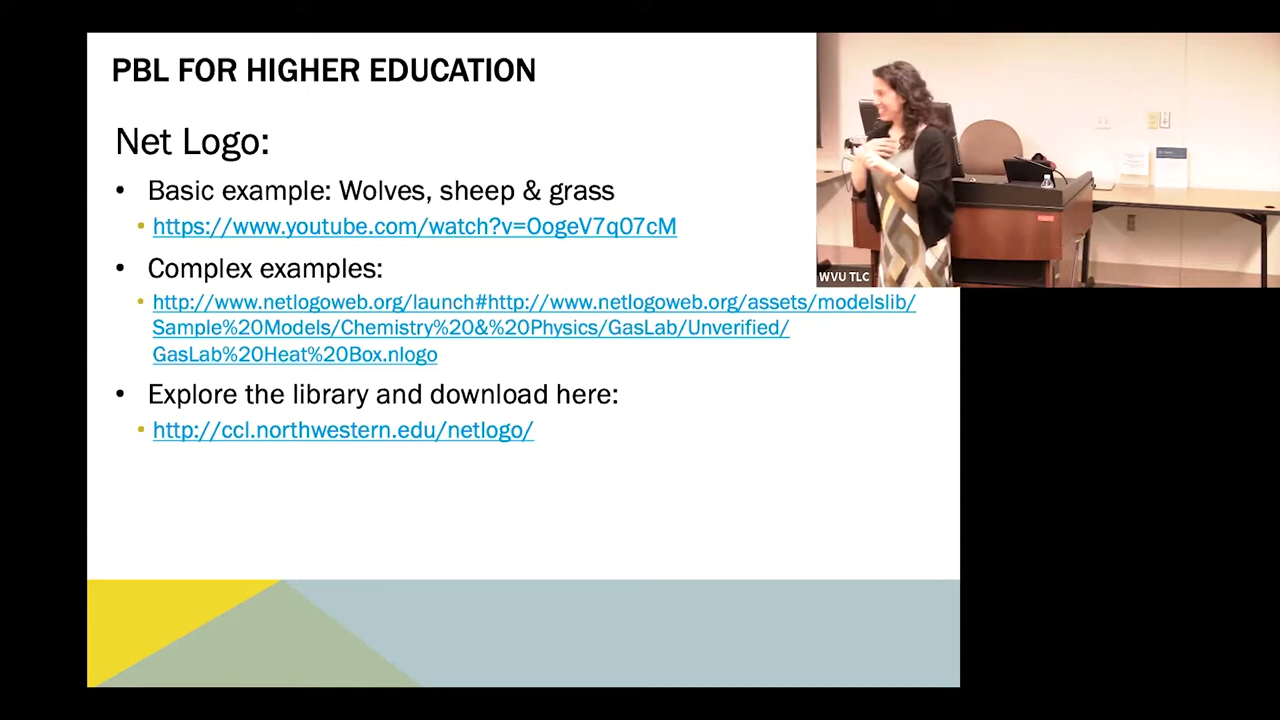 PBL FOR HIGHER EDUCATION
Net Logo:
• Basic example: Wolves, sheep & grass
• https://www.youtube.com/watch?v=OogeV7q07cM
• Complex examples:
• http://www.netlogoweb.org/launch#http://www.netlogoweb.org/assets/modelslib/
Sample%20Models/Chemistry%20&%20Physics/GasLab/Unverified/
GasLab%20Heat%20Box.nlogo
• Explore the library and download here:
• http://ccl.northwestern.edu/netlogo/
WVU TLC